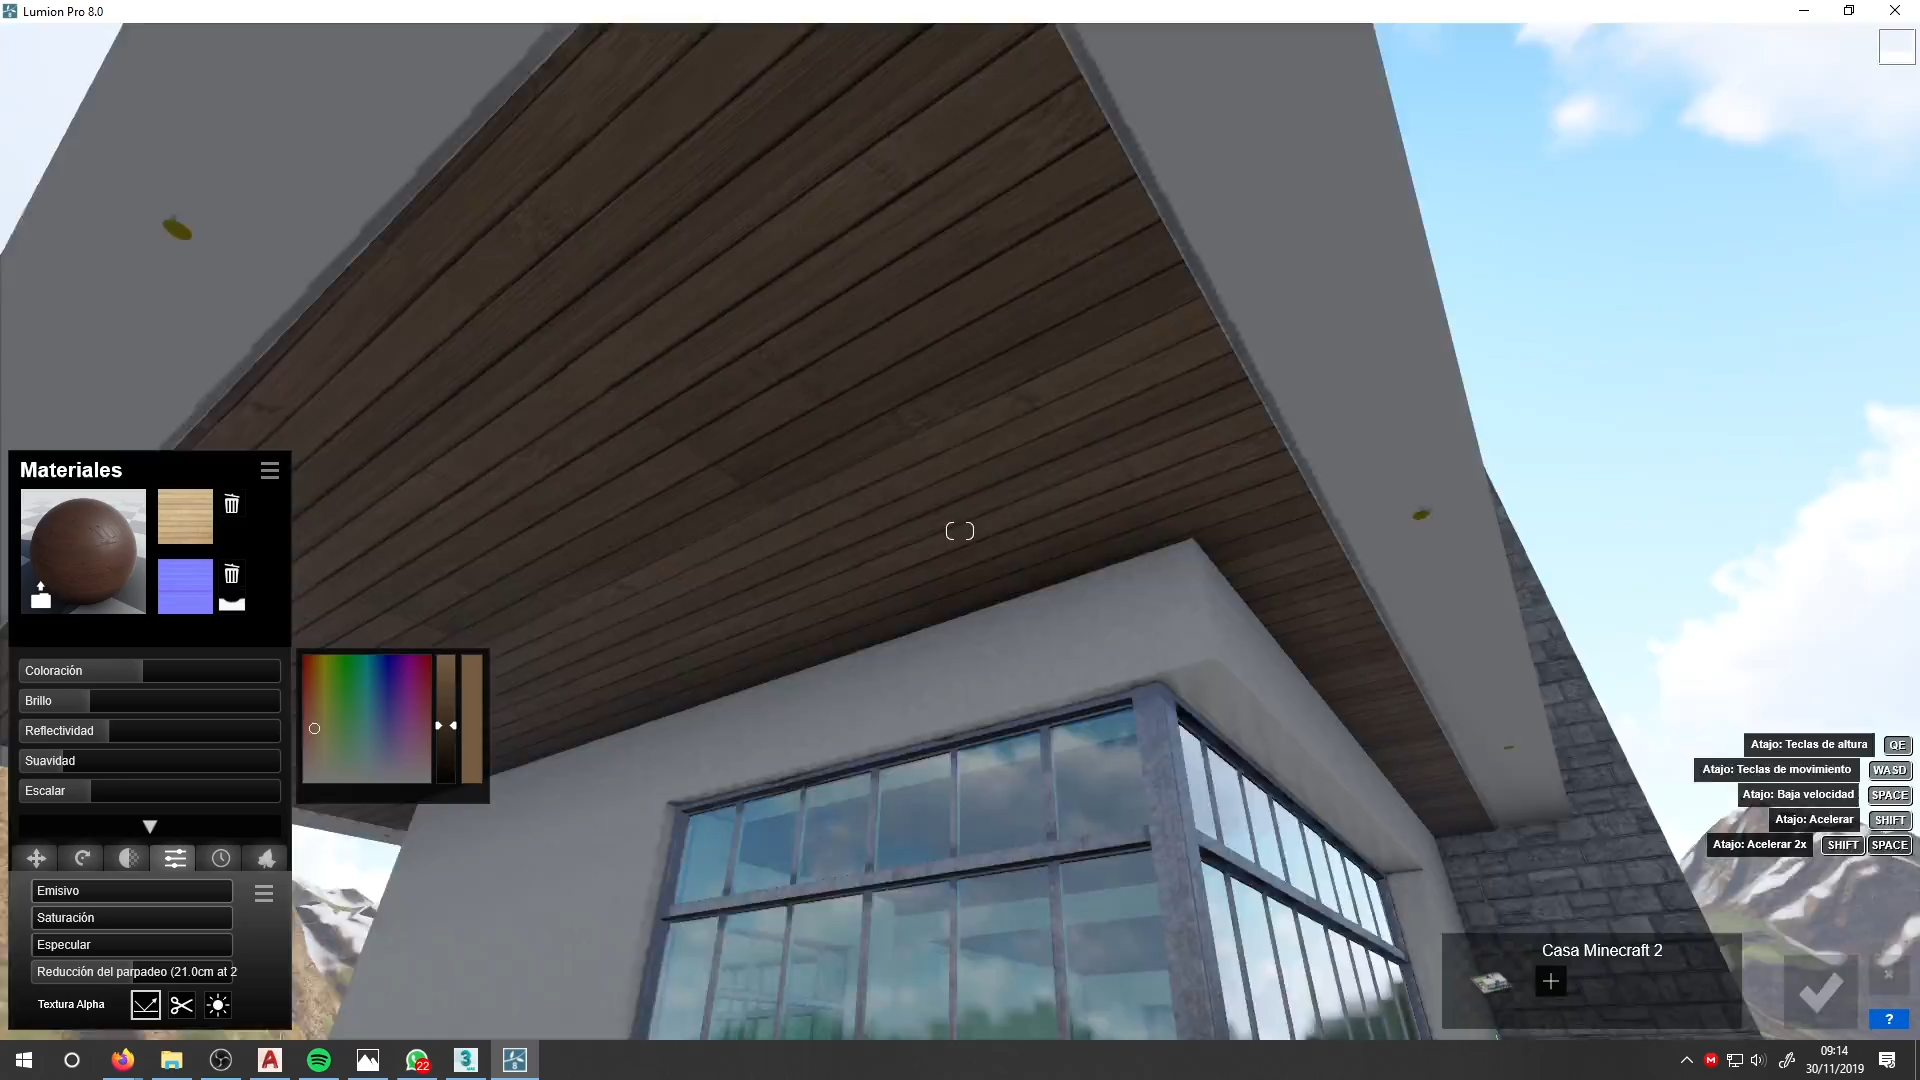 Lumion Pro 8.0
Materiales
Coloración
Brillo
Reflectividad
Suavidad
Escalar
Emisivo
Saturación
Especular
Reducción del parpadeo (21.0cm at 2
Textura Alpha
Atajo: Teclas de altura QE
Atajo: Teclas de movimiento WASD
Atajo: Baja velocidad SPACE
Atajo: Acelerar SHIFT
Atajo: Acelerar 2x SHIFT SPACE
Casa Minecraft 2
?
22
09:14
30/11/2019